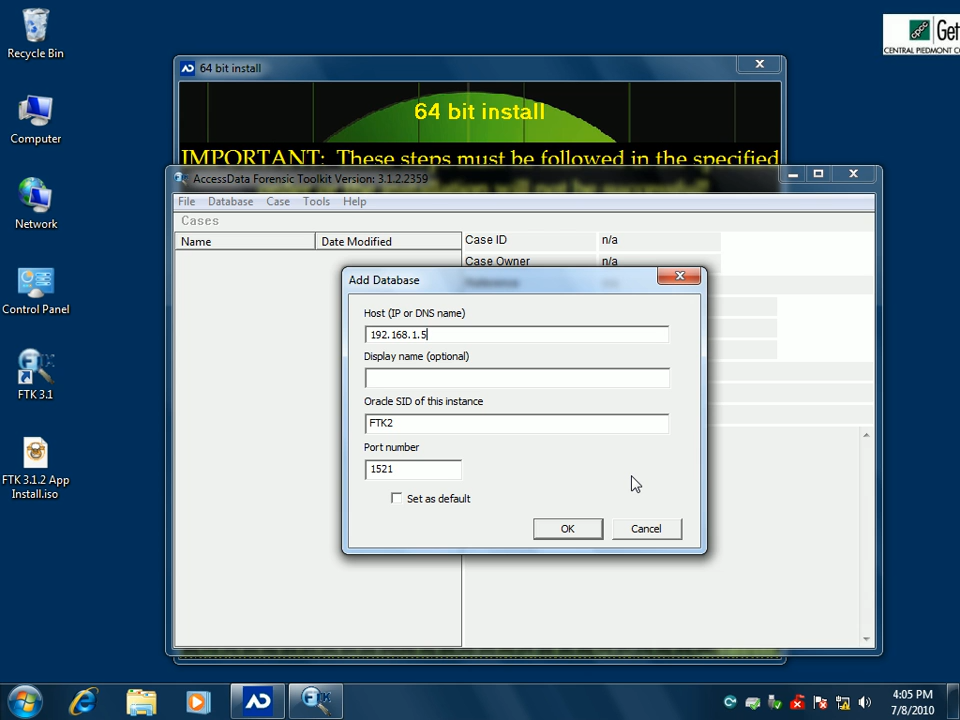 Recycle Bin
Computer
Network
Control Panel
FTK 3.1
FTK 3.1.2 App
Install.iso
Get
CENTRAL PIEDMONT CO
64 bit install
64 bit install
IMPORTANT: These steps must be followed in the specified
AccessData Forensic Toolkit Version: 3.1.2.2359
File Database Case Tools Help
Cases
Name Date Modified
Case ID n/a
Case Owner n/a
Reference
Add Database
Host (IP or DNS name)
192.168.1.5
Display name (optional)
Oracle SID of this instance
FTK2
Port number
1521
Set as default
OK Cancel
4:05 PM
7/8/2010